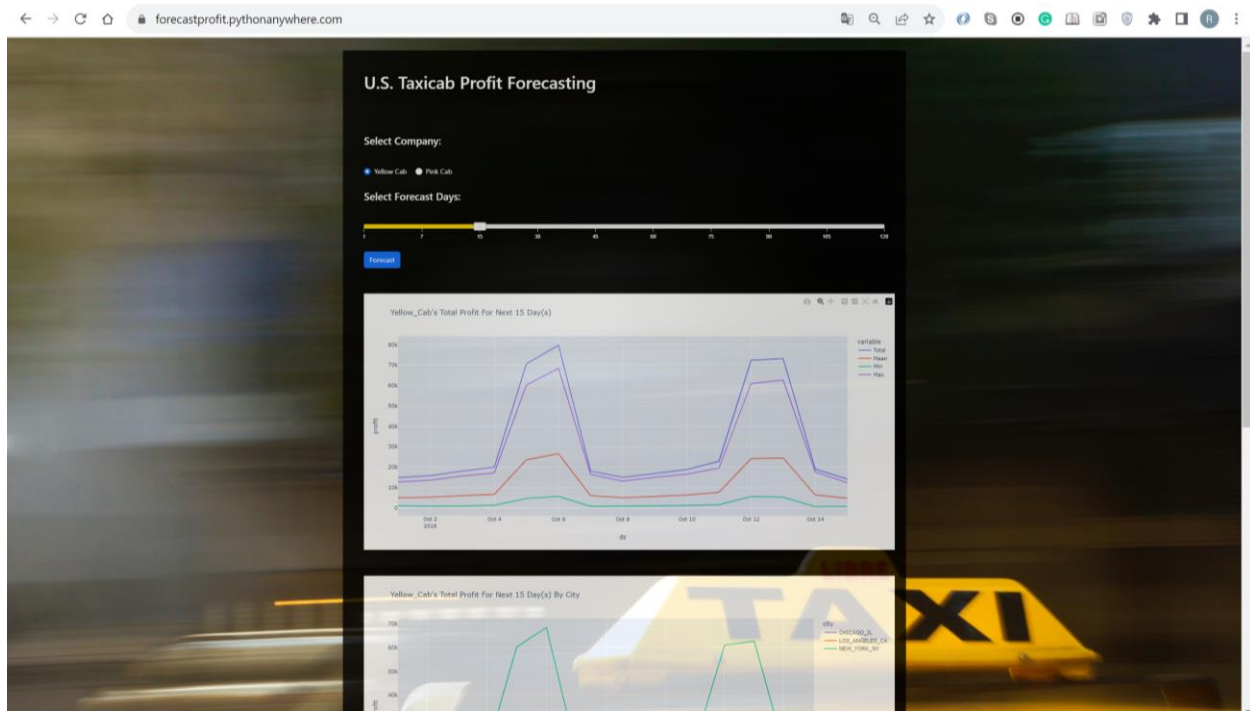 forecastprofit.pythonanywhere.com
R
U.S. Taxicab Profit Forecasting
Select Company:
Yellow Cab Pink Cab
Select Forecast Days:
1 7 15 30 45 60 75 90 105 120
Forecast
Yellow_Cab's Total Profit For Next 15 Day(s)
variable
Total
Mean
Min
Max
80k
70k
60k
50k
40k
30k
20k
10k
0
profit
Oct 2 Oct 4 Oct 6 Oct 8 Oct 10 Oct 12 Oct 14
2018
ds
LIBRE
TAXI
Yellow_Cab's Total Profit For Next 15 Day(s) By City
city
CHICAGO_IL
LOS_ANGELES_CA
NEW_YORK_NY
70k
60k
50k
40k